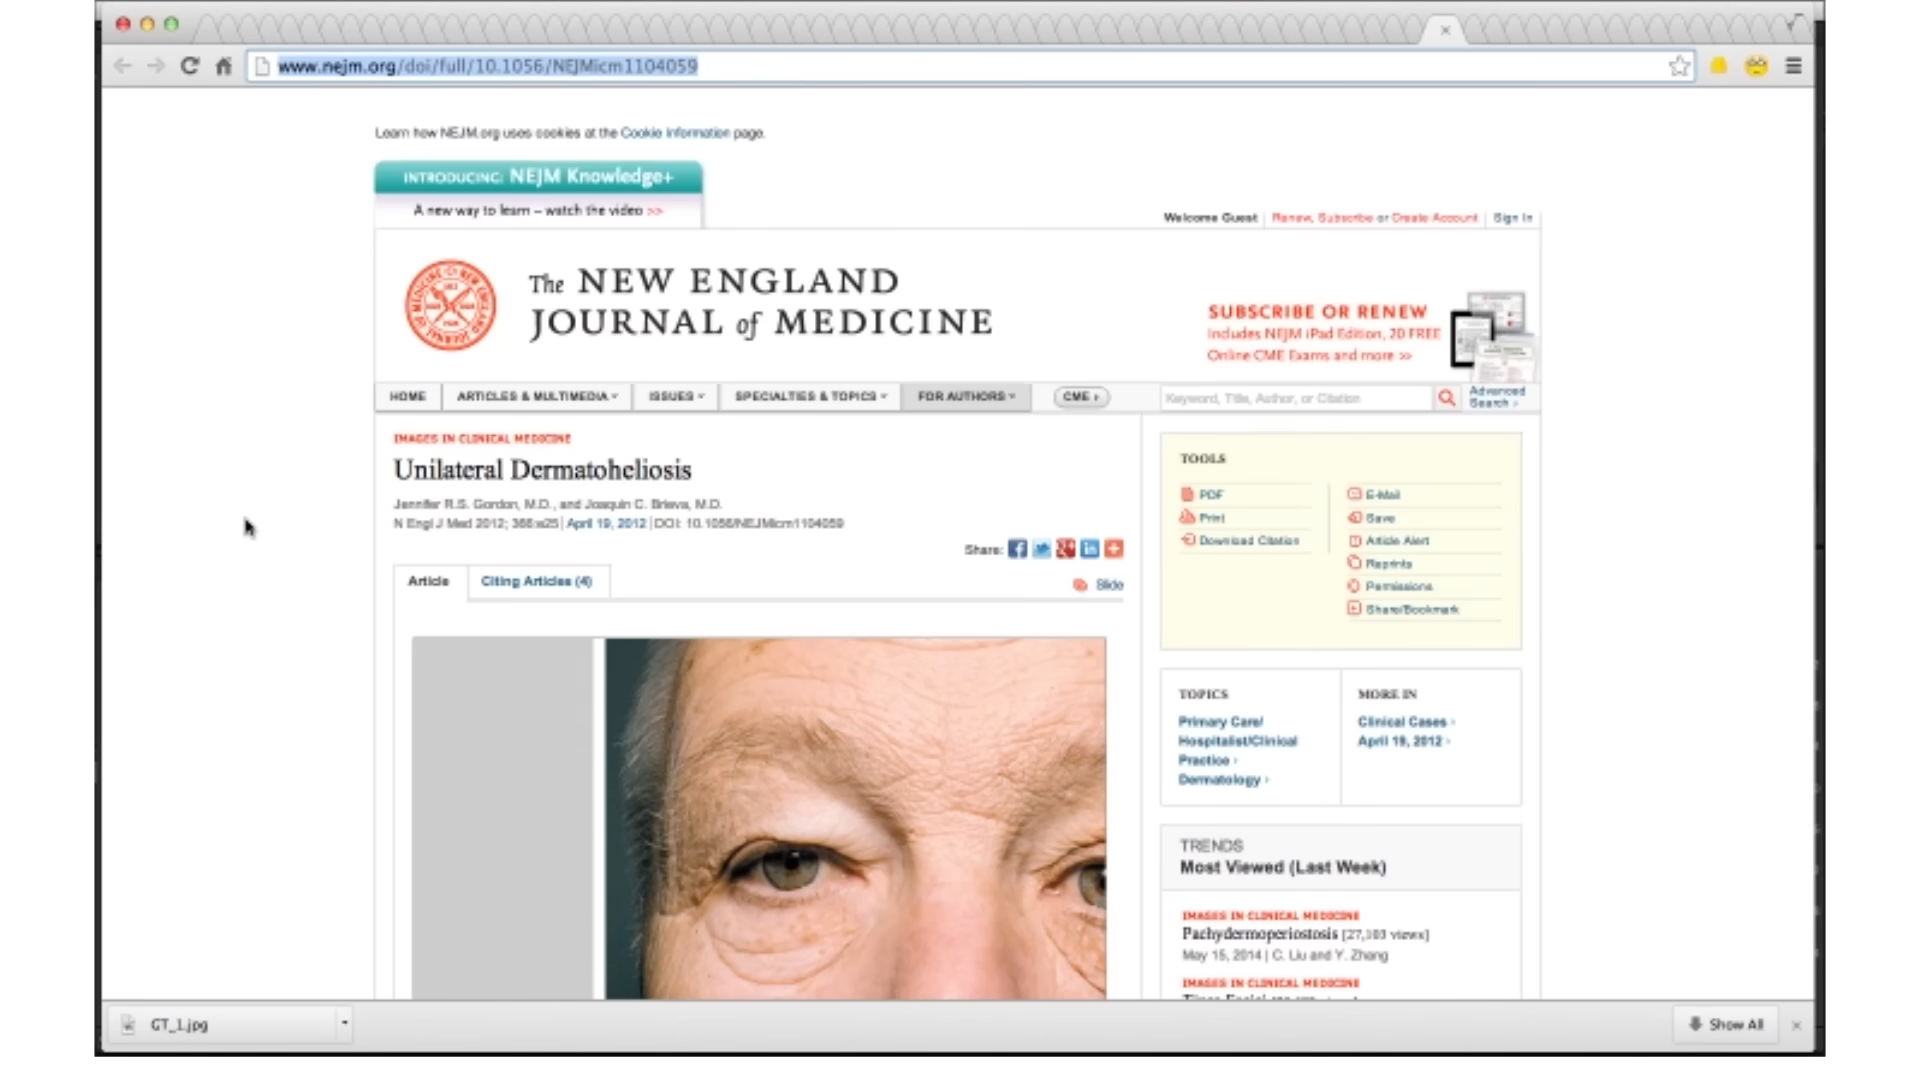 www.nejm.org/doi/full/10.1056/NEJMicm1104059
Learn how NEJM.org uses cookies at the Cookie Information page.
INTRODUCING: NEJM Knowledge+
A new way to learn – watch the video >>
Welcome Guest | Renew, Subscribe or Create Account | Sign In
The NEW ENGLAND
JOURNAL of MEDICINE
SUBSCRIBE OR RENEW
Includes NEJM iPad Edition, 20 FREE
Online CME Exams and more >>
HOME ARTICLES & MULTIMEDIA ISSUES SPECIALTIES & TOPICS FOR AUTHORS CME Keyword, Title, Author, or Citation Advanced
Search
IMAGES IN CLINICAL MEDICINE
Unilateral Dermatoheliosis
Jennifer R.S. Gordon, M.D., and Joaquin C. Brieva, M.D.
N Engl J Med 2012; 366:e25 | April 19, 2012 | DOI: 10.1056/NEJMicm1104059
Share:
Article Citing Articles (4) Slide
TOOLS
PDF
Print
Download Citation
E-Mail
Save
Article Alert
Reprints
Permissions
Share/Bookmark
TOPICS
Primary Care/
Hospitalist/Clinical
Practice
Dermatology
MORE IN
Clinical Cases
April 19, 2012
TRENDS
Most Viewed (Last Week)
IMAGES IN CLINICAL MEDICINE
Pachydermoperiostosis [27,103 views]
May 15, 2014 | C. Liu and Y. Zhang
IMAGES IN CLINICAL MEDICINE
GT_1.jpg
Show All